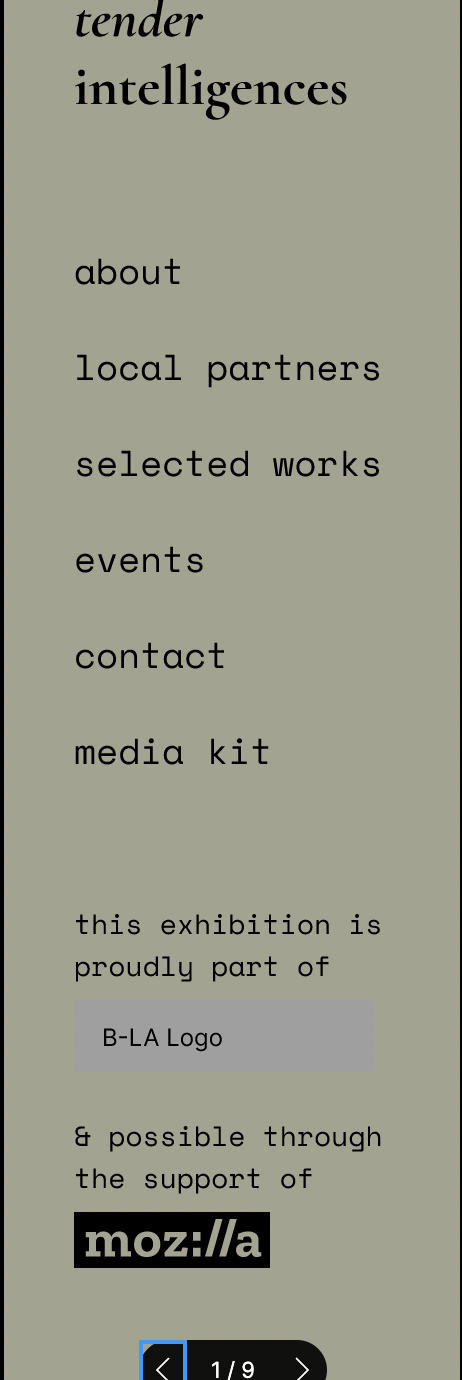 tender
intelligences
about
local partners
selected works
events
contact
media kit
this exhibition is
proudly part of
B-LA Logo
& possible through
the support of
moz://a
1 / 9